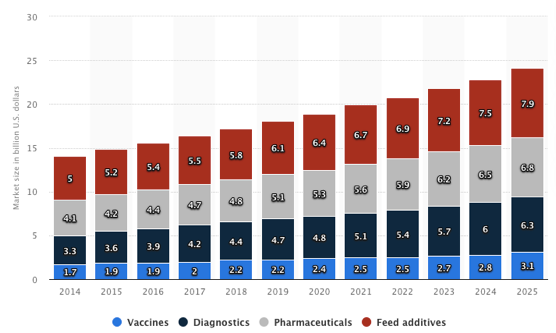 Market size in billion U.S. dollars
30
25
20
15
10
5
0
5 5.2 5.4 5.5 5.8 6.1 6.4 6.7 6.9 7.2 7.5 7.9
4.1 4.2 4.4 4.7 4.8 5.1 5.3 5.6 5.9 6.2 6.5 6.8
3.3 3.6 3.9 4.2 4.4 4.7 4.8 5.1 5.4 5.7 6 6.3
1.7 1.9 1.9 2 2.2 2.2 2.4 2.5 2.5 2.7 2.8 3.1
2014 2015 2016 2017 2018 2019 2020 2021 2022 2023 2024 2025
Vaccines Diagnostics Pharmaceuticals Feed additives